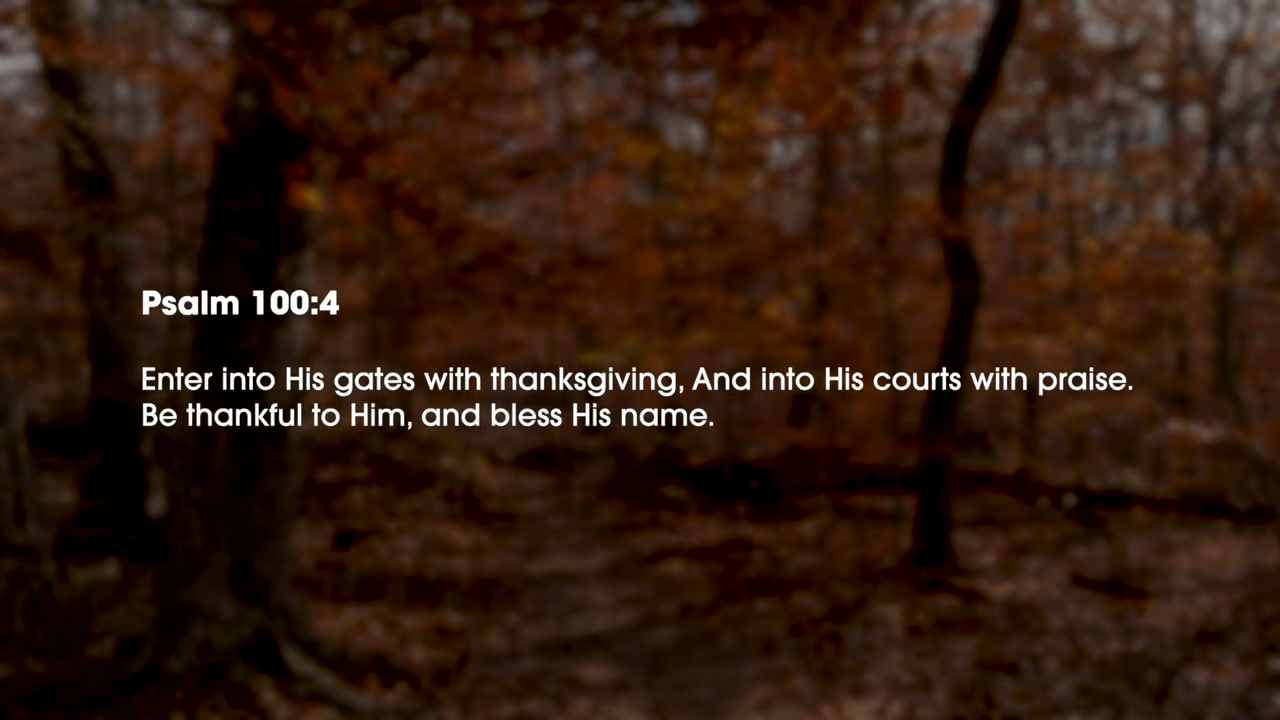 Psalm 100:4
Enter into His gates with thanksgiving, And into His courts with praise.
Be thankful to Him, and bless His name.